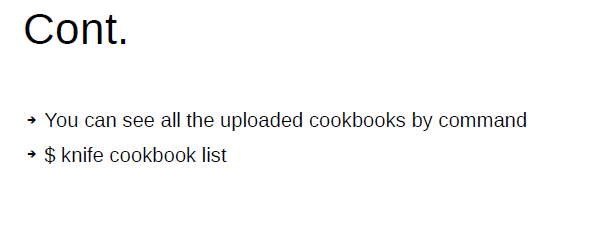 Cont.
➔ You can see all the uploaded cookbooks by command
➔ $ knife cookbook list